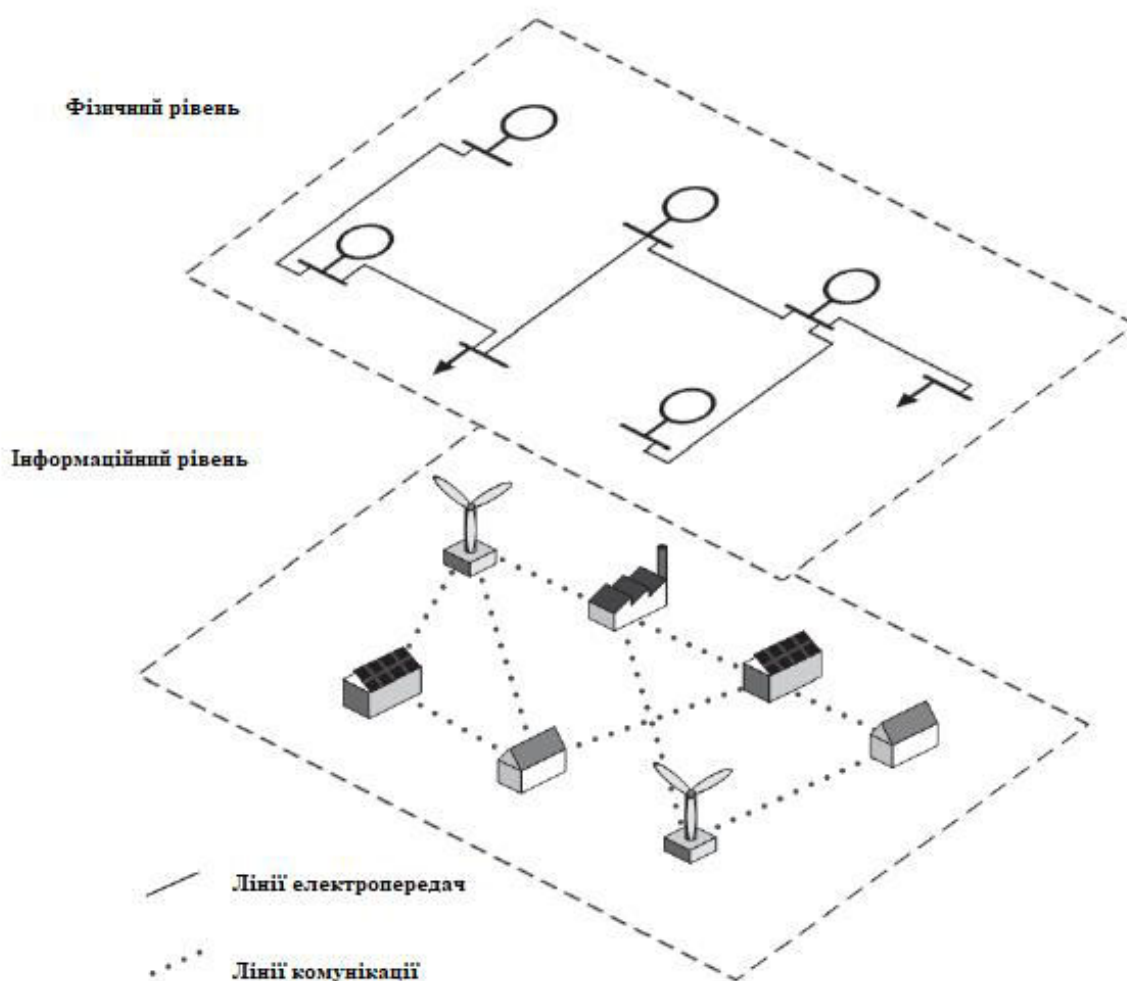 Фізичний рівень
Інформаційний рівень
Лінії електропередач
Лінії комунікації